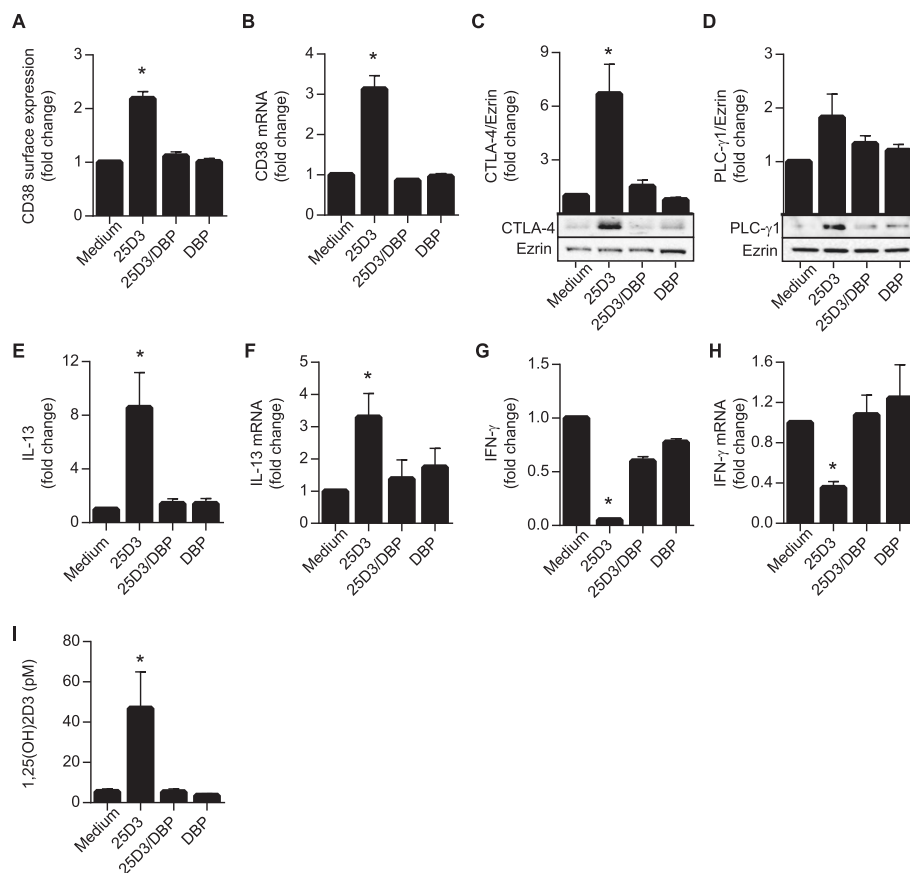 A
CD38 surface expression
(fold change)
3
2
1
0
*
Medium
25D3
25D3/DBP
DBP
B
CD38 mRNA
(fold change)
4
3
2
1
0
*
Medium
25D3
25D3/DBP
DBP
C
CTLA-4/Ezrin
(fold change)
9
6
3
*
CTLA-4
Ezrin
Medium
25D3
25D3/DBP
DBP
D
PLC-γ1/Ezrin
(fold change)
3
2
1
PLC-γ1
Ezrin
Medium
25D3
25D3/DBP
DBP
E
IL-13
(fold change)
12
8
4
0
*
Medium
25D3
25D3/DBP
DBP
F
IL-13 mRNA
(fold change)
5
4
3
2
1
0
*
Medium
25D3
25D3/DBP
DBP
G
IFN-γ
(fold change)
1.5
1.0
0.5
0.0
*
Medium
25D3
25D3/DBP
DBP
H
IFN-γ mRNA
(fold change)
1.6
1.2
0.8
0.4
0.0
*
Medium
25D3
25D3/DBP
DBP
I
1,25(OH)2D3 (pM)
80
60
40
20
0
*
Medium
25D3
25D3/DBP
DBP